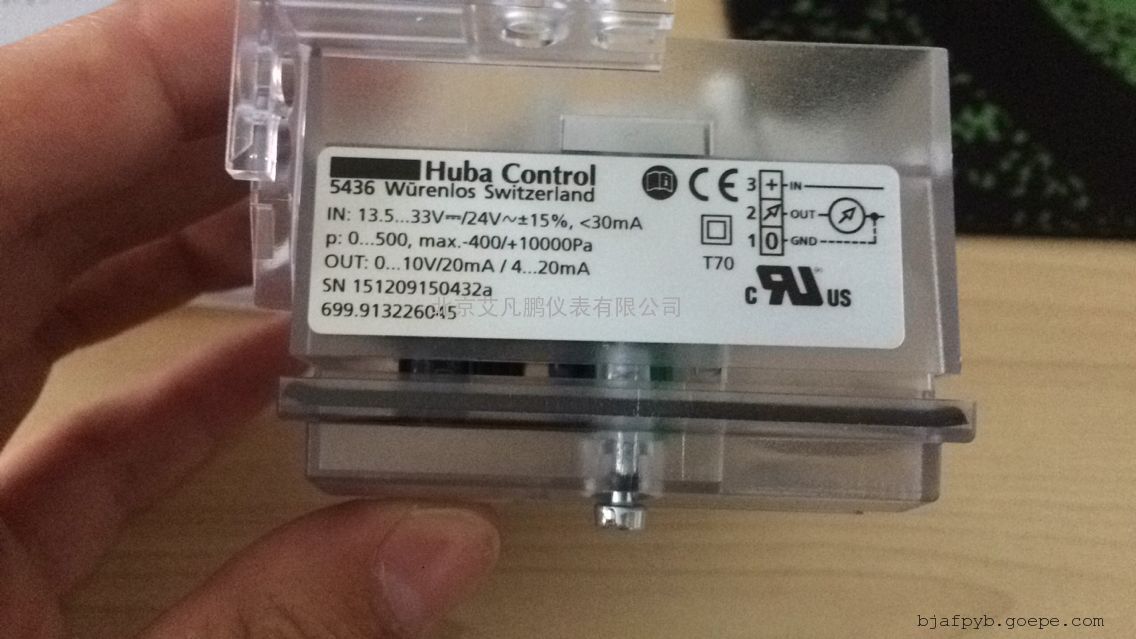 Huba Control
5436 Würenlos Switzerland
IN: 13.5...33V⎓/24V~±15%, <30mA
p: 0...500, max.-400/+10000Pa
OUT: 0...10V/20mA / 4...20mA
SN 151209150432a
699.913226045
CE
3 + IN
2 OUT
1 0 GND
T70
c RU ® US
北京艾凡鹏仪表有限公司
bjafpyb.goepe.com